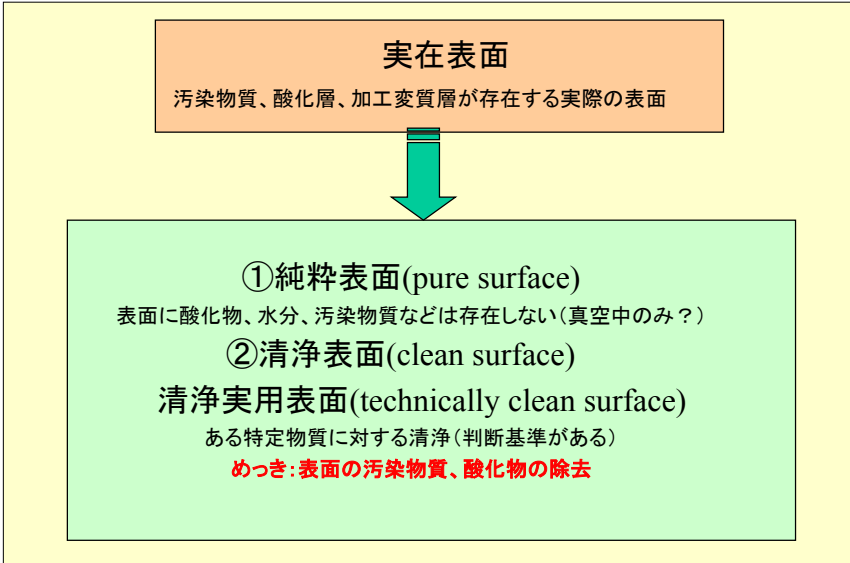 実在表面
汚染物質、酸化層、加工変質層が存在する実際の表面
①純粋表面(pure surface)
表面に酸化物、水分、汚染物質などは存在しない(真空中のみ？)
②清浄表面(clean surface)
清浄実用表面(technically clean surface)
ある特定物質に対する清浄(判断基準がある)
めっき：表面の汚染物質、酸化物の除去